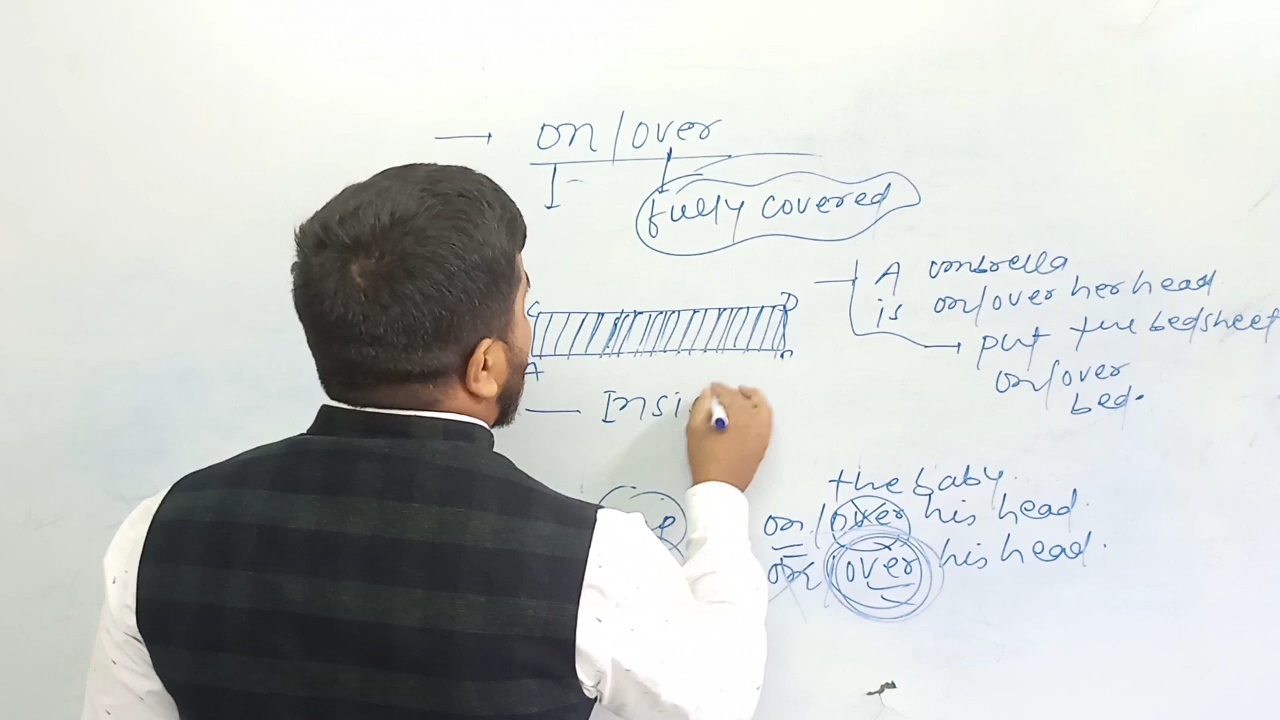 → on/over
fully covered
A umbrella
is on/over her head
→ put the bedsheet
on/over
bed.
C D
A
— Insi
the baby.
on/over his head.
over his head.